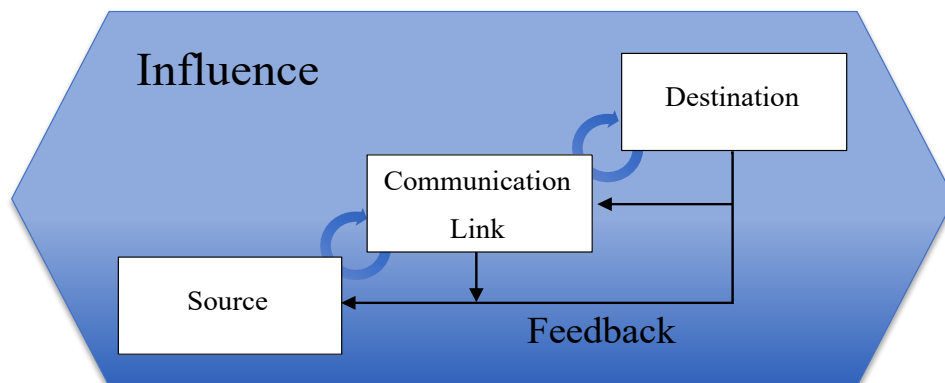 Influence
Destination
Communication
Link
Source
Feedback